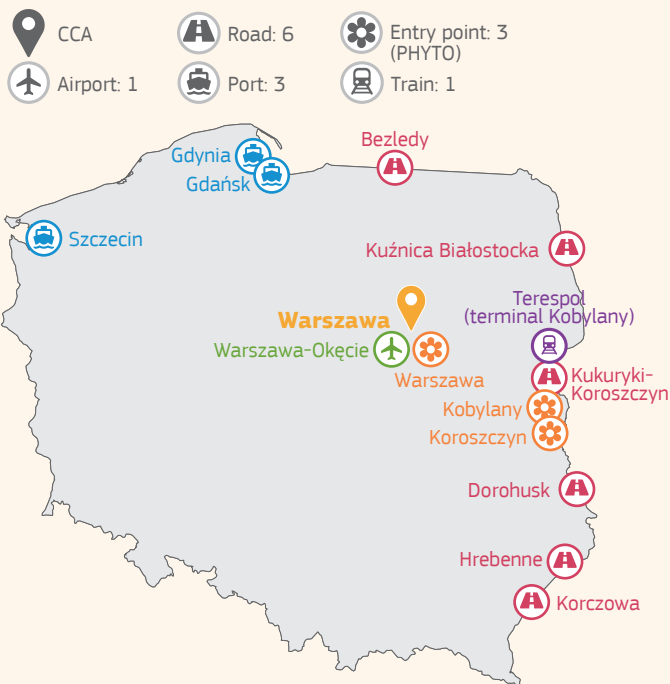 CCA
Road: 6
Entry point: 3
(PHYTO)
Airport: 1
Port: 3
Train: 1
Bezledy
Gdynia
Gdańsk
Szczecin
Kuźnica Białostocka
Terespol
(terminal Kobylany)
Warszawa
Warszawa-Okęcie
Warszawa
Kukuryki-
Koroszczyn
Kobylany
Koroszczyn
Dorohusk
Hrebenne
Korczowa